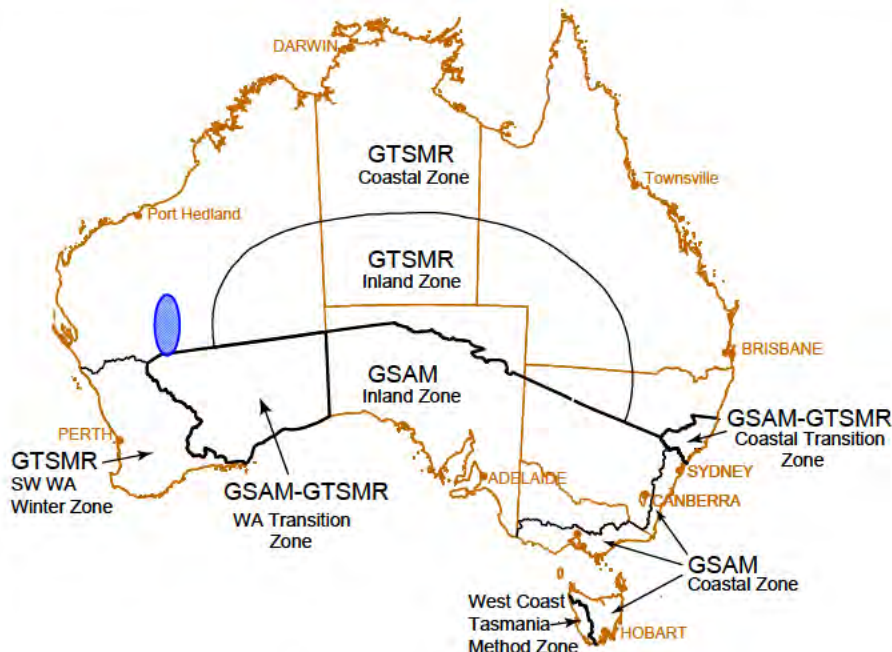 DARWIN
GTSMR
Coastal Zone
Townsville
Port Hedland
GTSMR
Inland Zone
BRISBANE
GSAM
Inland Zone
GSAM-GTSMR
Coastal Transition
Zone
PERTH
GTSMR
SW WA
Winter Zone
ADELAIDE
SYDNEY
GSAM-GTSMR
WA Transition
Zone
CANBERRA
GSAM
Coastal Zone
West Coast
Tasmania
Method Zone
HOBART